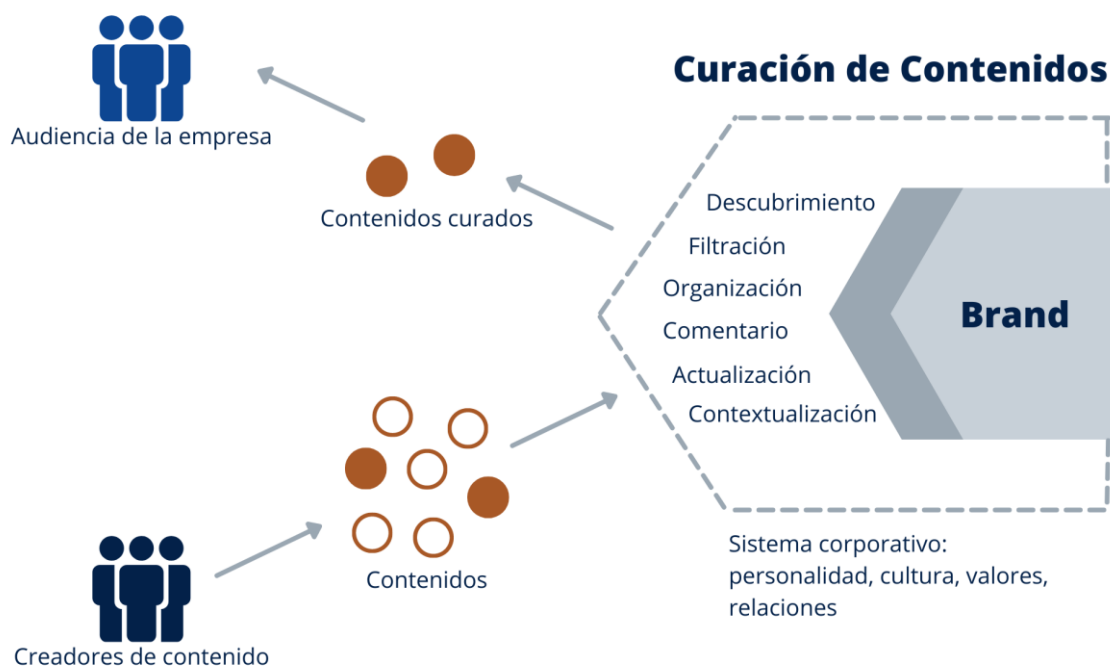 Curación de Contenidos
Audiencia de la empresa
Contenidos curados
Descubrimiento
Filtración
Organización
Comentario
Actualización
Contextualización
Brand
Contenidos
Creadores de contenido
Sistema corporativo:
personalidad, cultura, valores,
relaciones